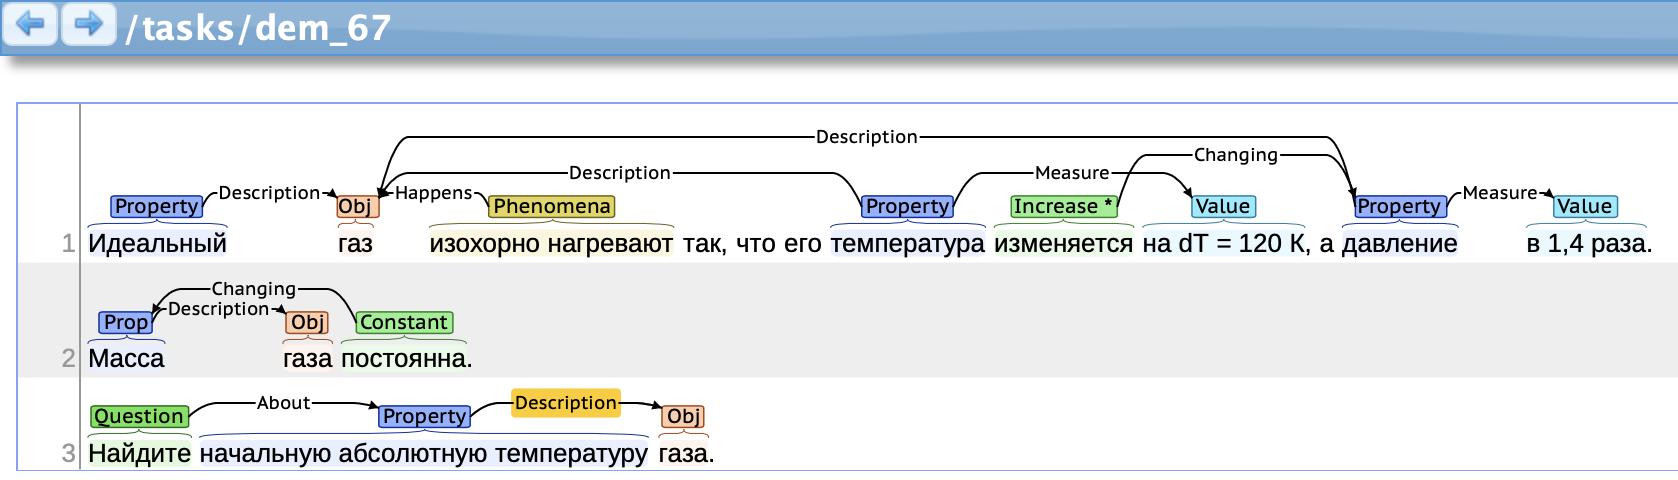 /tasks/dem_67
Description
Changing
Description Measure
Description Happens Measure
Property Obj Phenomena Property Increase * Value Property Value
1 Идеальный газ изохорно нагревают так, что его температура изменяется на dT = 120 К, а давление в 1,4 раза.
Changing
Description
Prop Obj Constant
2 Масса газа постоянна.
About Description
Question Property Obj
3 Найдите начальную абсолютную температуру газа.